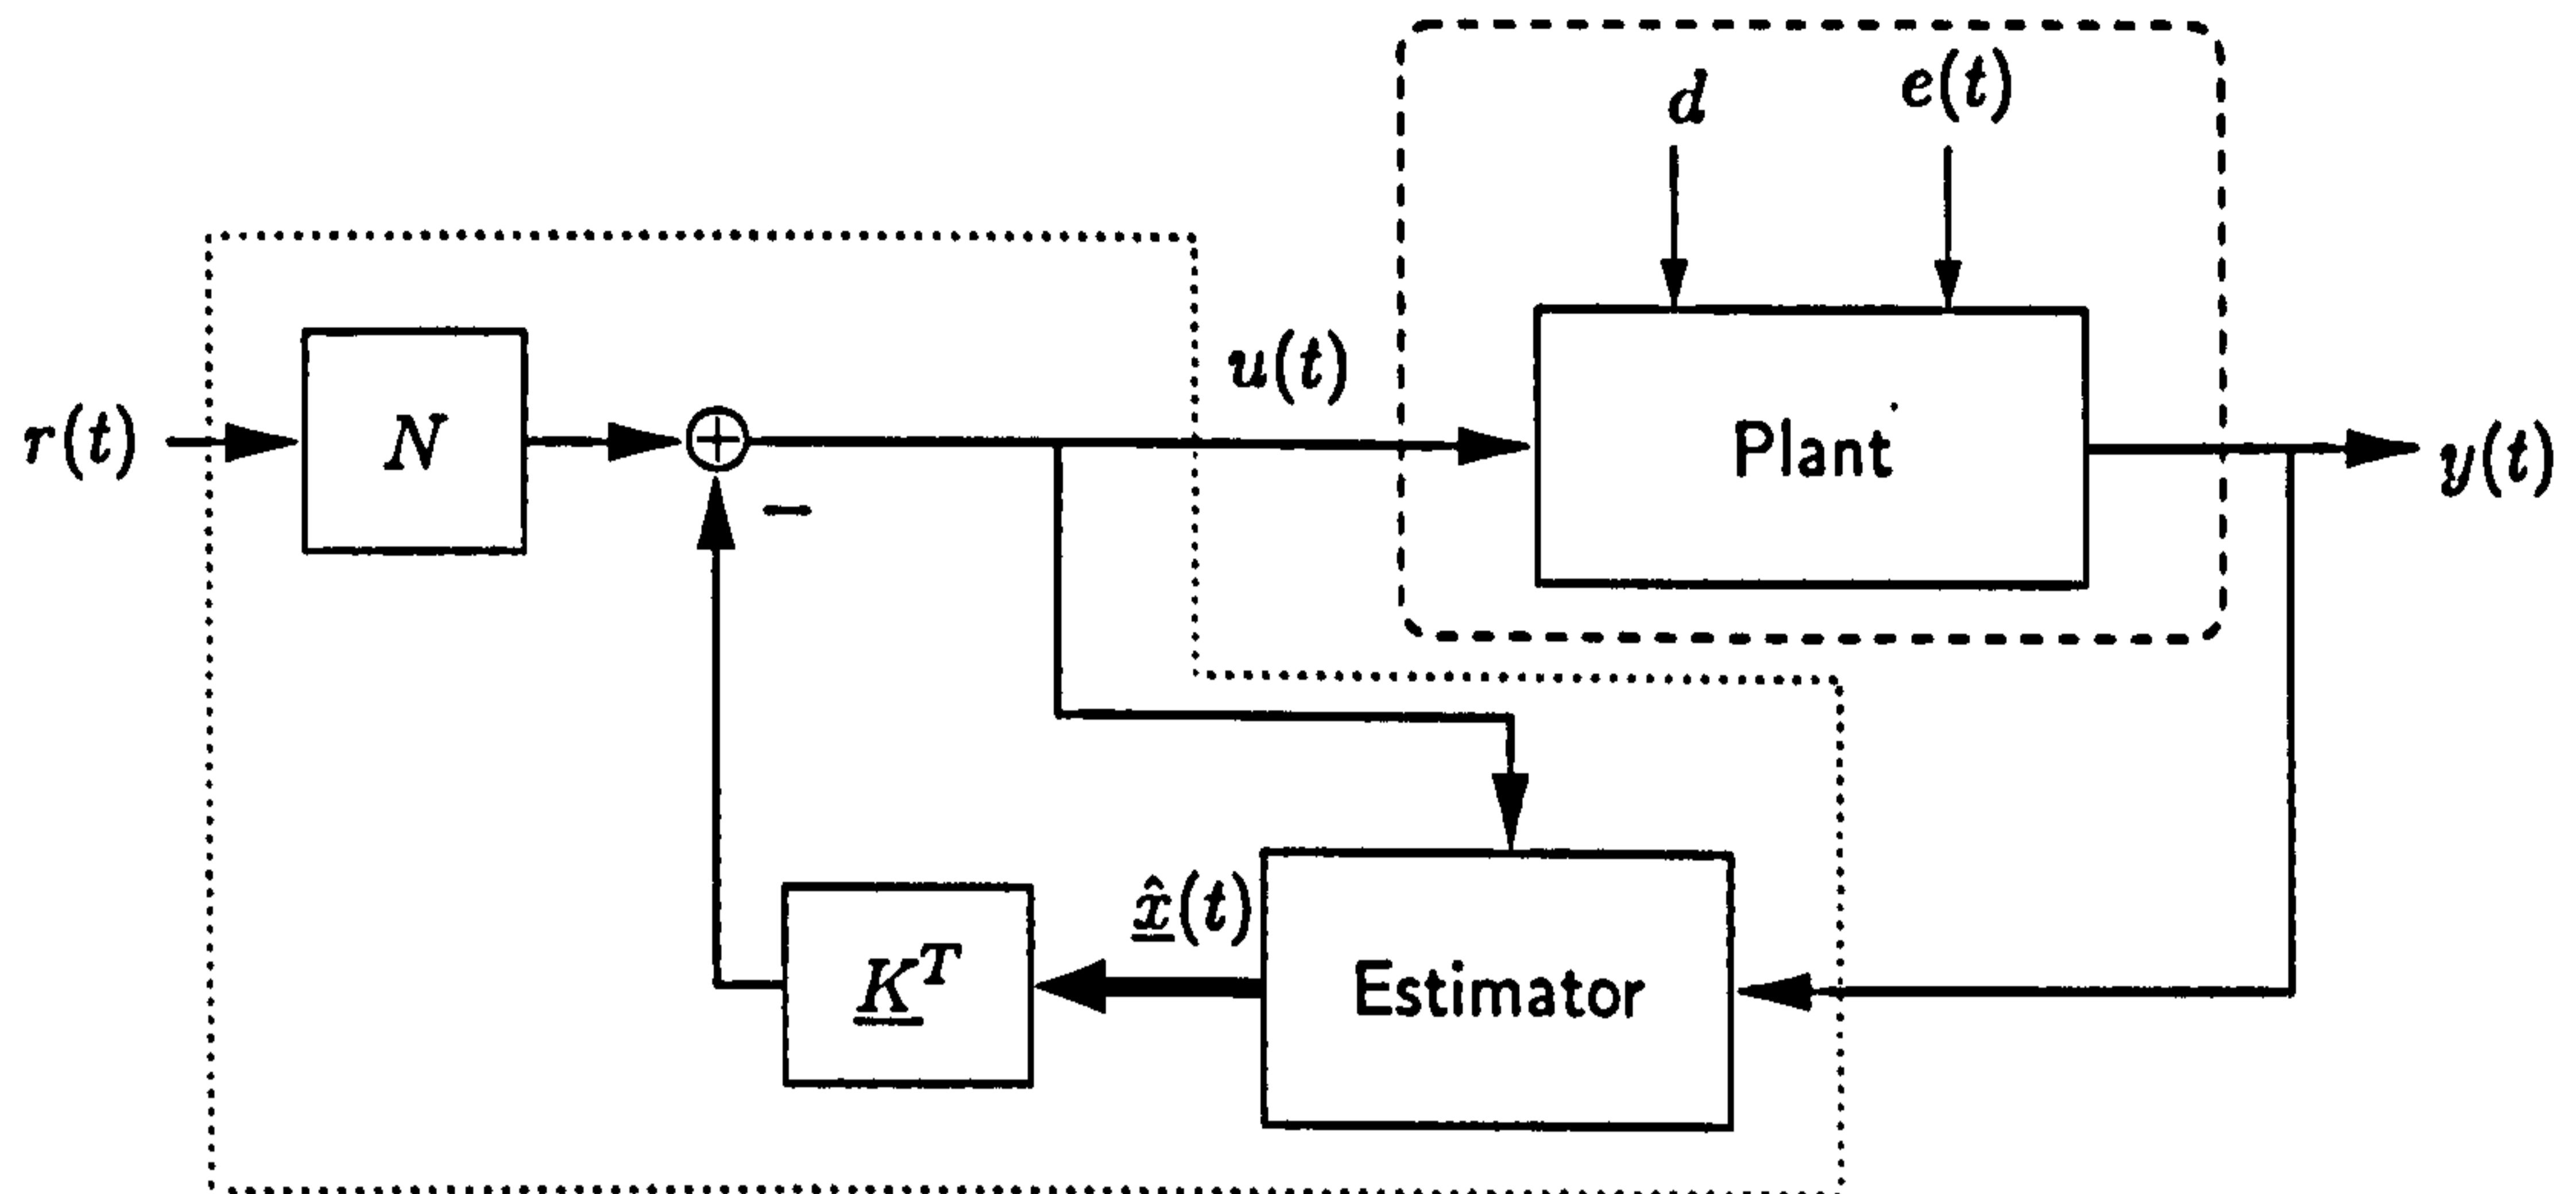 d
e(t)
u(t)
r(t)
N
+
Plant
y(t)
−
x̂(t)
K^T
Estimator